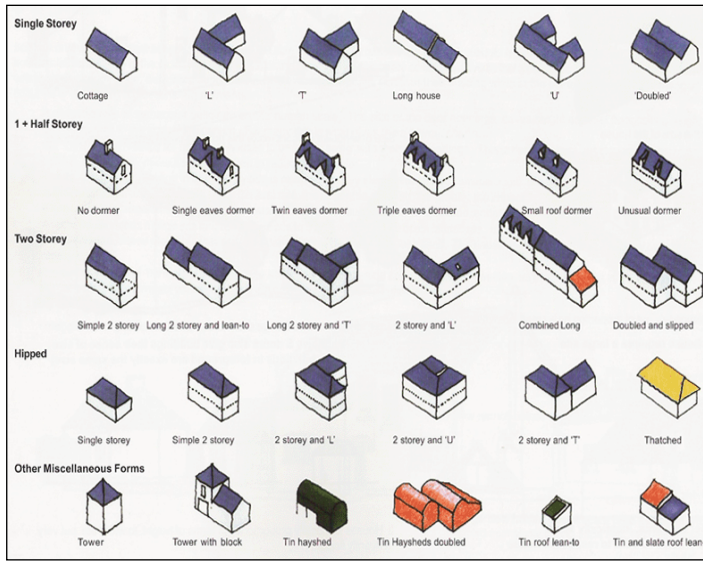 Single Storey
Cottage 'L' 'T' Long house 'U' 'Doubled'
1 + Half Storey
No dormer Single eaves dormer Twin eaves dormer Triple eaves dormer Small roof dormer Unusual dormer
Two Storey
Simple 2 storey Long 2 storey and lean-to Long 2 storey and 'T' 2 storey and 'L' Combined Long Doubled and slipped
Hipped
Single storey Simple 2 storey 2 storey and 'L' 2 storey and 'U' 2 storey and 'T' Thatched
Other Miscellaneous Forms
Tower Tower with block Tin hayshed Tin Haysheds doubled Tin roof lean-to Tin and slate roof lean-